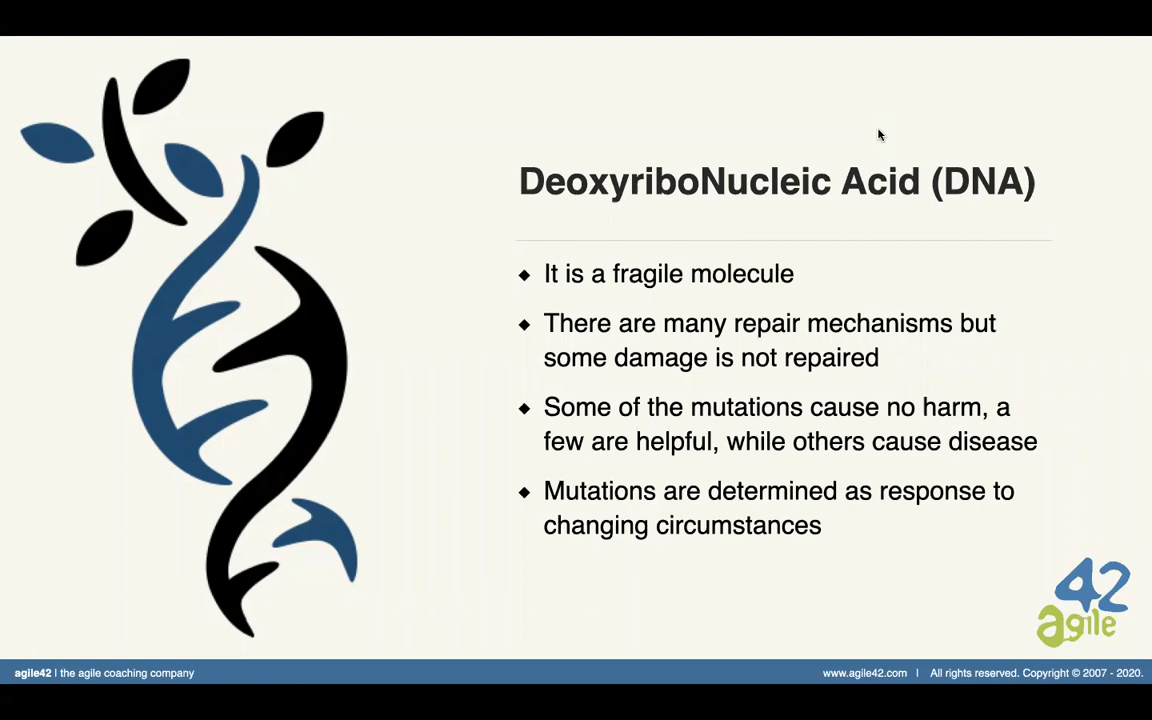 DeoxyriboNucleic Acid (DNA)
It is a fragile molecule
There are many repair mechanisms but
some damage is not repaired
Some of the mutations cause no harm, a
few are helpful, while others cause disease
Mutations are determined as response to
changing circumstances
42
agile
agile42 | the agile coaching company
www.agile42.com | All rights reserved. Copyright © 2007 - 2020.